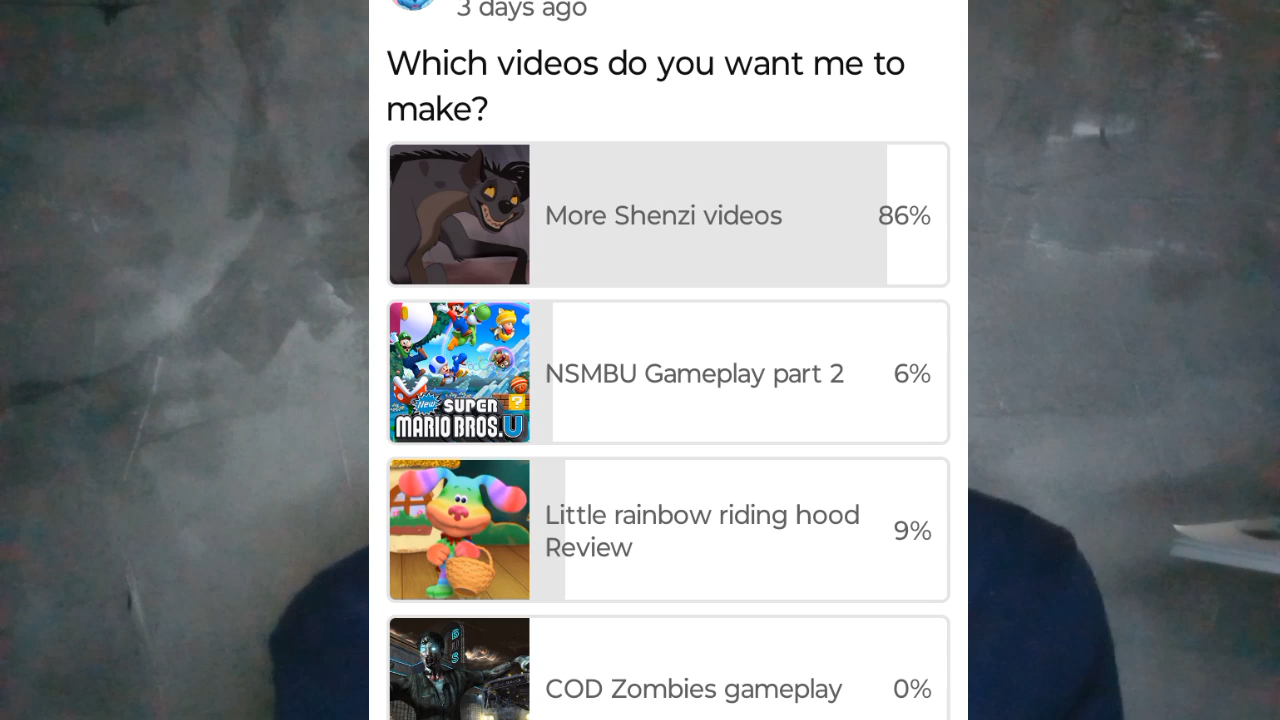 3 days ago
Which videos do you want me to
make?
More Shenzi videos 86%
NSMBU Gameplay part 2 6%
New SUPER
MARIO BROS. U
Little rainbow riding hood
Review
9%
BUS
COD Zombies gameplay 0%